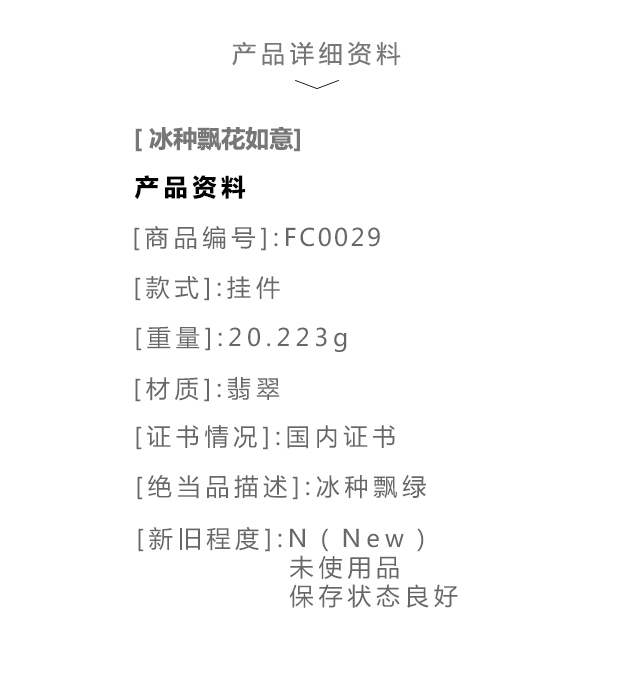 产品详细资料
[ 冰种飘花如意]
产品资料
[商品编号]:FC0029
[款式]:挂件
[重量]:20.223g
[材质]:翡翠
[证书情况]:国内证书
[绝当品描述]:冰种飘绿
[新旧程度]:N（New）
未使用品
保存状态良好